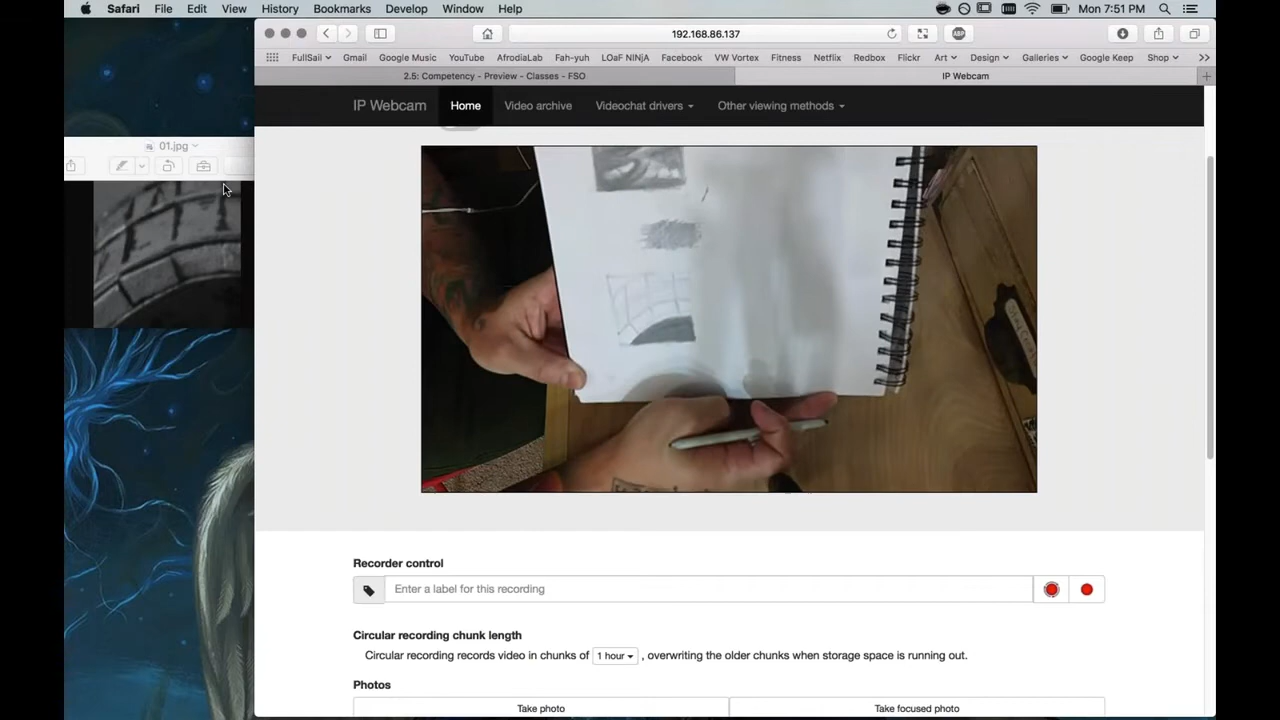 Safari File Edit View History Bookmarks Develop Window Help Mon 7:51 PM
192.168.86.137
FullSail Gmail Google Music YouTube AfrodiaLab Fah-yuh LOaF NINJA Facebook VW Vortex Fitness Netflix Redbox Flickr Art Design Galleries Google Keep Shop
2.5: Competency - Preview - Classes - FSO IP Webcam
IP Webcam Home Video archive Videochat drivers Other viewing methods
01.jpg
Recorder control
Enter a label for this recording
Circular recording chunk length
Circular recording records video in chunks of 1 hour , overwriting the older chunks when storage space is running out.
Photos
Take photo Take focused photo